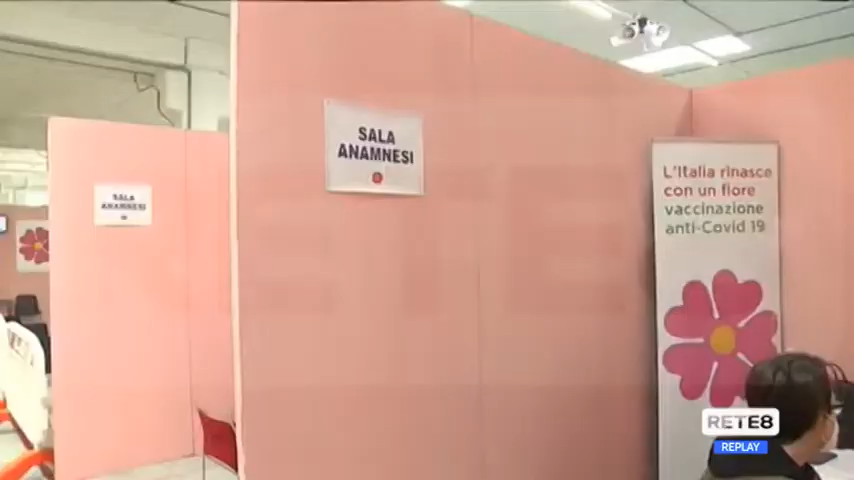 SALA
ANAMNESI
SALA
ANAMNESI
L'Italia rinasce
con un fiore
vaccinazione
anti-Covid 19
RETE8
REPLAY